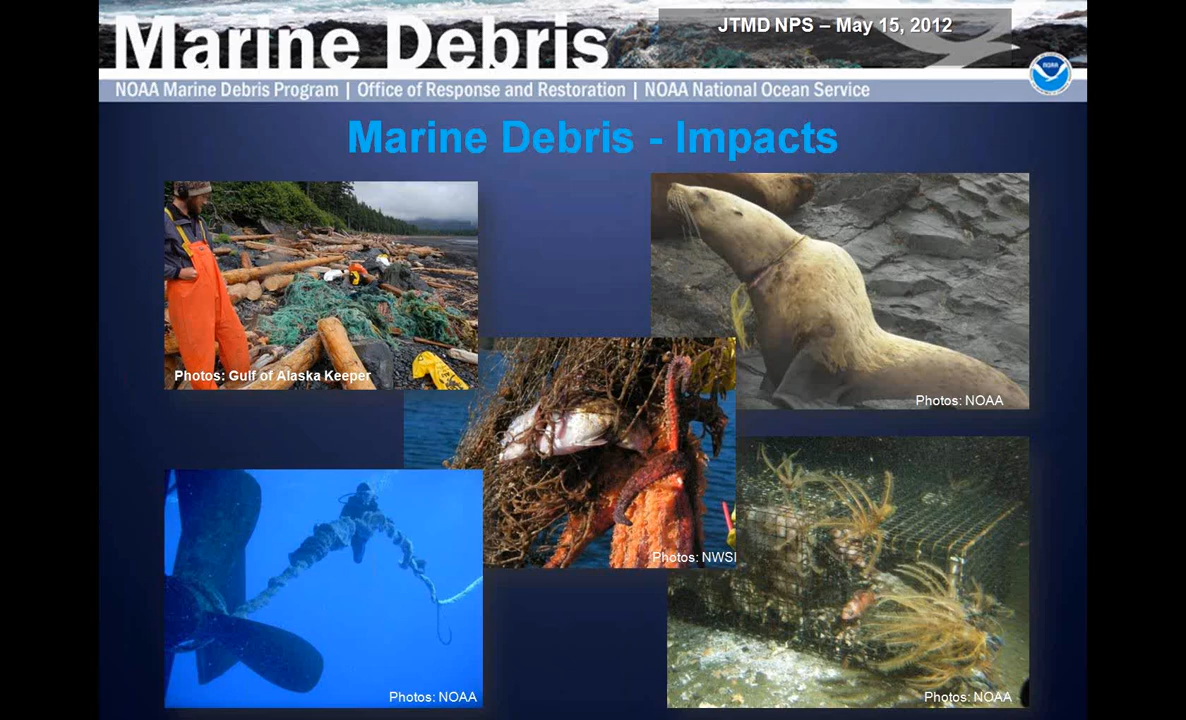 Marine Debris
JTMD NPS – May 15, 2012
NOAA
NOAA Marine Debris Program | Office of Response and Restoration | NOAA National Ocean Service
Marine Debris - Impacts
Photos: Gulf of Alaska Keeper
Photos: NOAA
Photos: NWSI
Photos: NOAA
Photos: NOAA